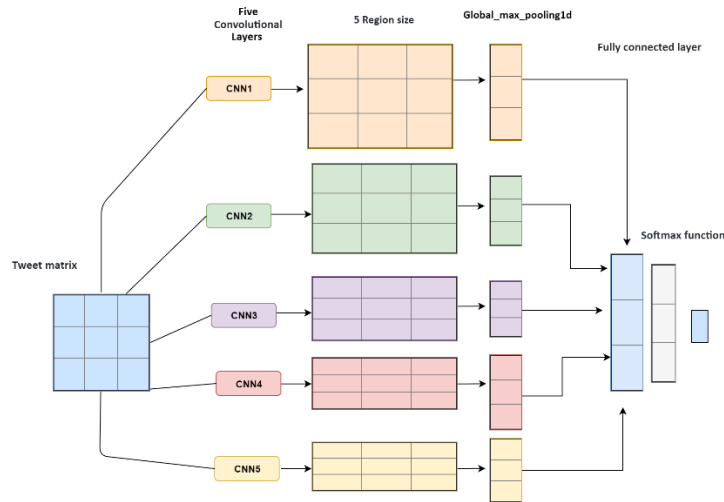 Five
Convolutional
Layers
5 Region size
Global_max_pooling1d
Fully connected layer
CNN1
CNN2
Softmax function
Tweet matrix
CNN3
CNN4
CNN5